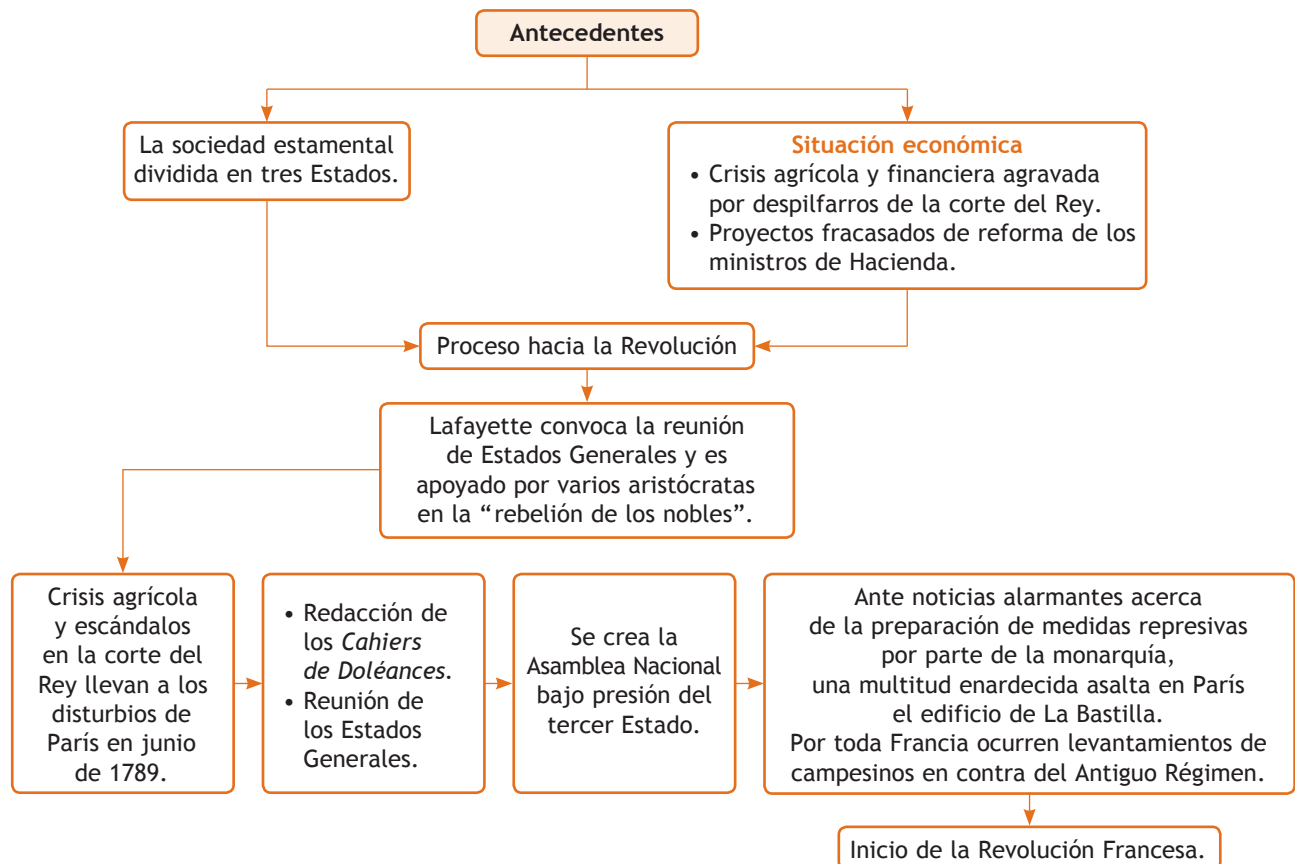 Antecedentes
La sociedad estamental
dividida en tres Estados.
Situación económica
• Crisis agrícola y financiera agravada
por despilfarros de la corte del Rey.
• Proyectos fracasados de reforma de los
ministros de Hacienda.
Proceso hacia la Revolución
Lafayette convoca la reunión
de Estados Generales y es
apoyado por varios aristócratas
en la “rebelión de los nobles”.
Crisis agrícola
y escándalos
en la corte del
Rey llevan a los
disturbios de
París en junio
de 1789.
• Redacción de
los Cahiers
de Doléances.
• Reunión de
los Estados
Generales.
Se crea la
Asamblea Nacional
bajo presión del
tercer Estado.
Ante noticias alarmantes acerca
de la preparación de medidas represivas
por parte de la monarquía,
una multitud enardecida asalta en París
el edificio de La Bastilla.
Por toda Francia ocurren levantamientos de
campesinos en contra del Antiguo Régimen.
Inicio de la Revolución Francesa.